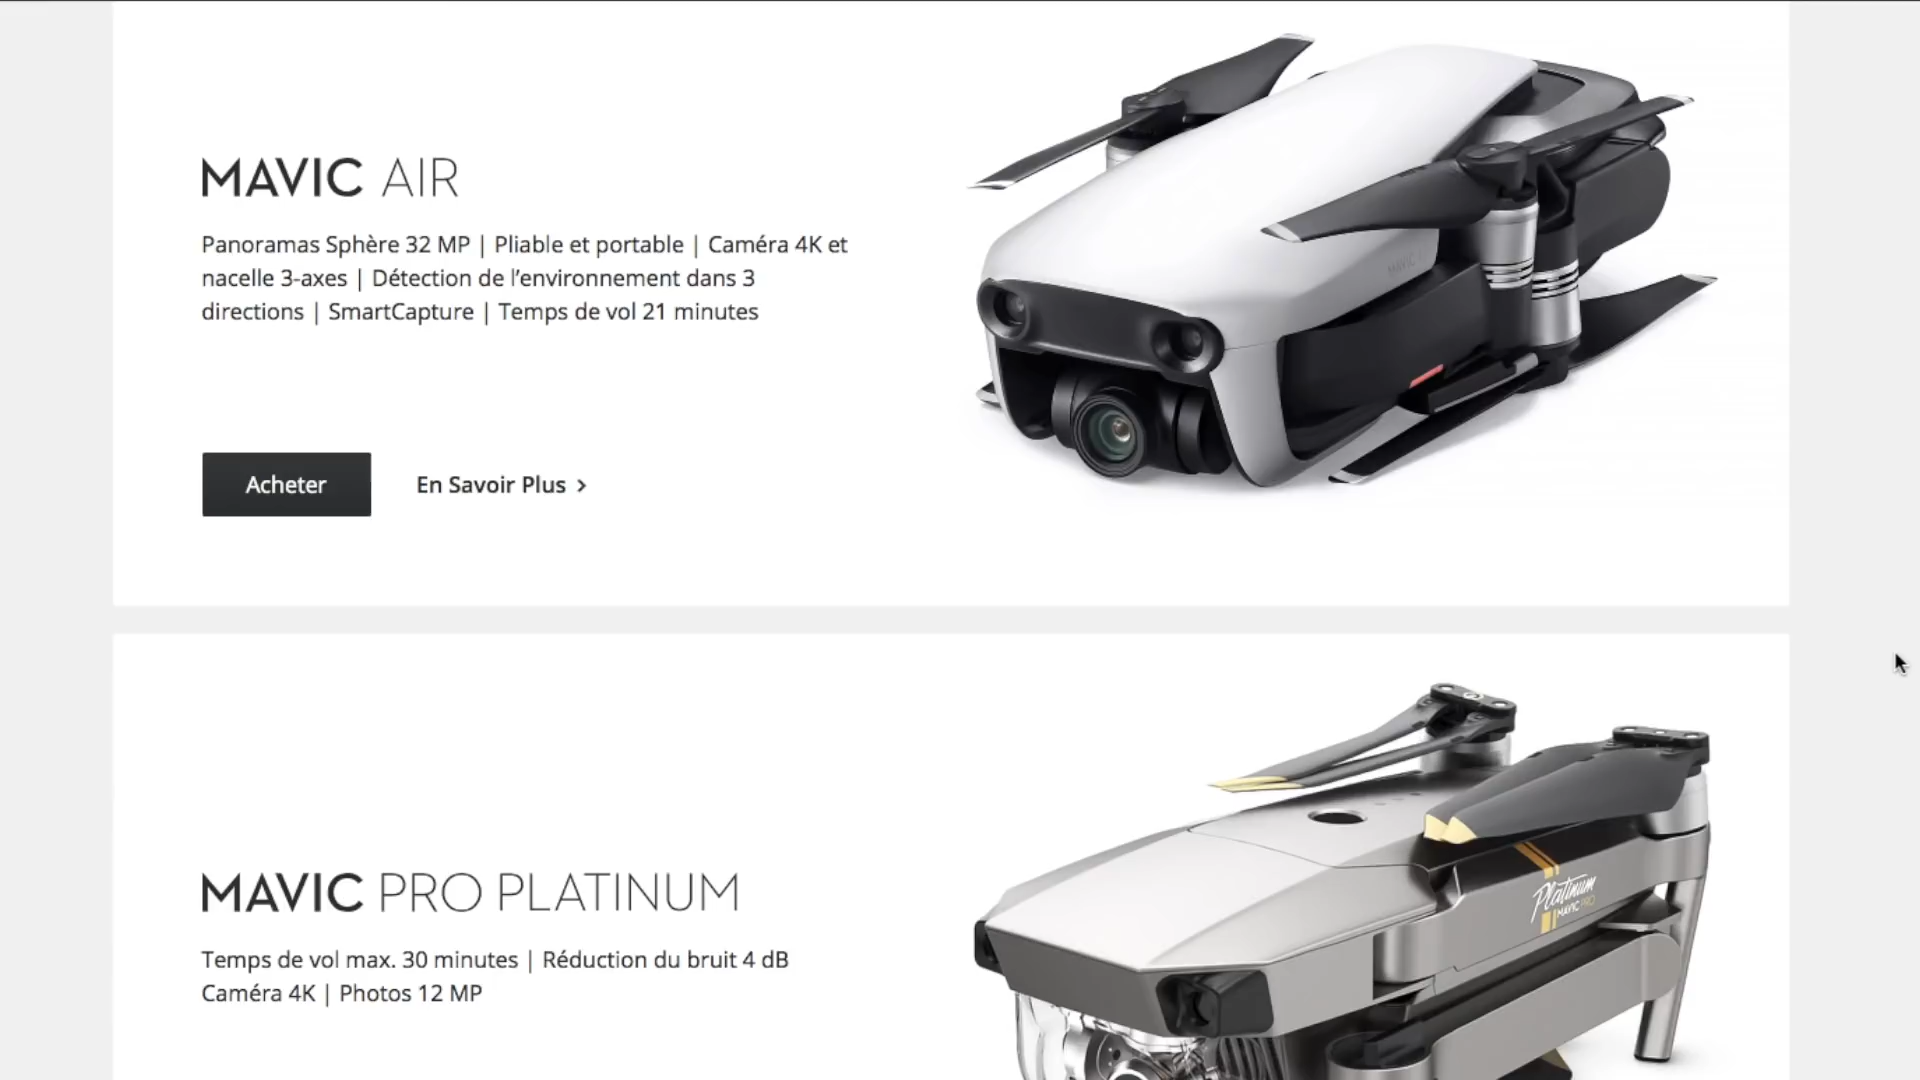 MAVIC AIR
Panoramas Sphère 32 MP | Pliable et portable | Caméra 4K et
nacelle 3-axes | Détection de l’environnement dans 3
directions | SmartCapture | Temps de vol 21 minutes
Acheter
En Savoir Plus >
MAVIC PRO PLATINUM
Temps de vol max. 30 minutes | Réduction du bruit 4 dB
Caméra 4K | Photos 12 MP
Platinum
MAVIC PRO